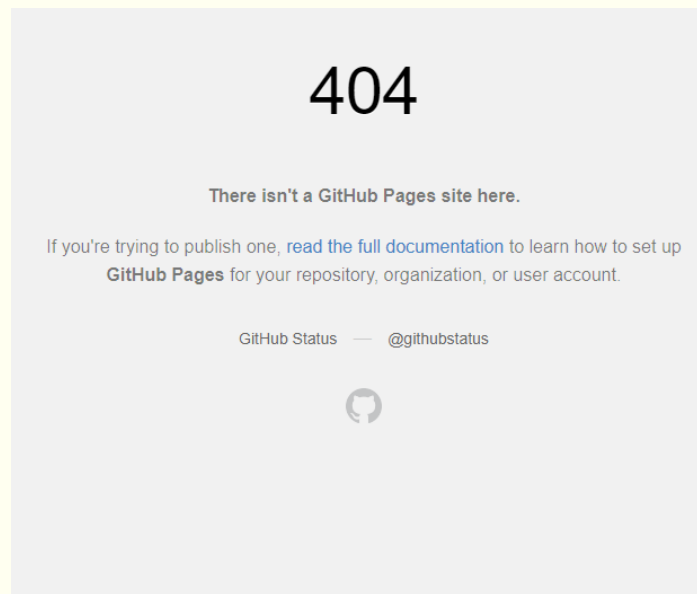 404
There isn't a GitHub Pages site here.
If you're trying to publish one, read the full documentation to learn how to set up
GitHub Pages for your repository, organization, or user account.
GitHub Status — @githubstatus